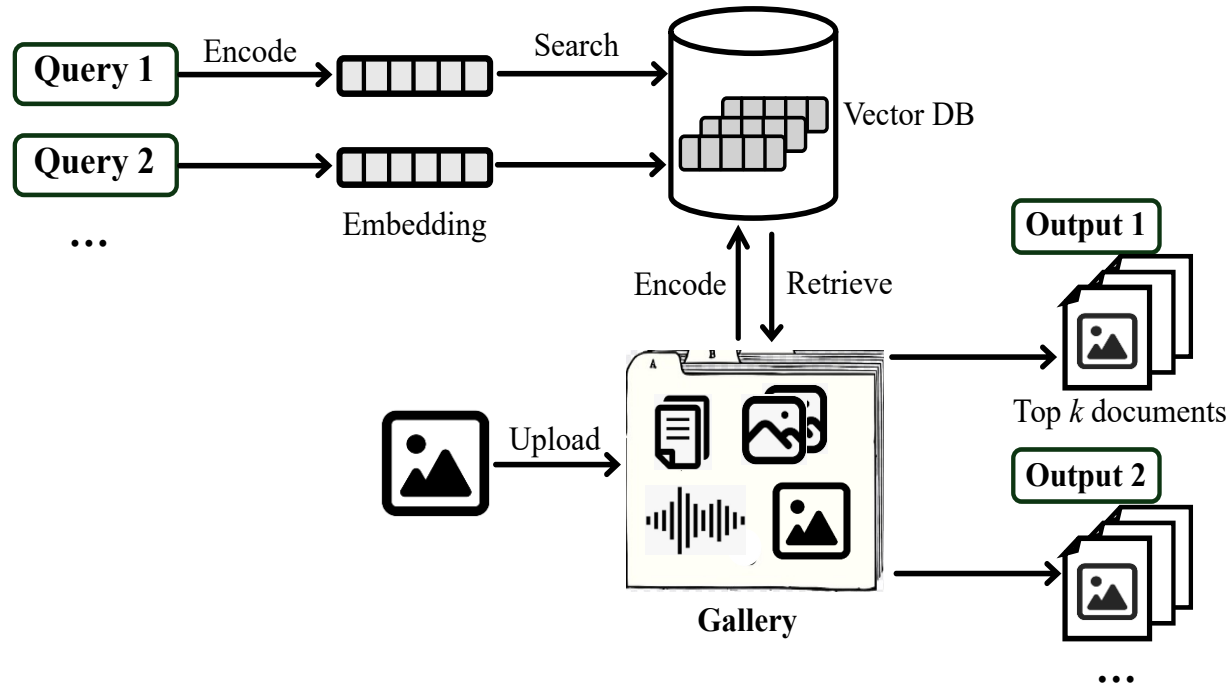 Query 1
Encode
Search
Vector DB
Query 2
Embedding
...
Encode
Retrieve
Output 1
B
A
Top k documents
Upload
Output 2
Gallery
...